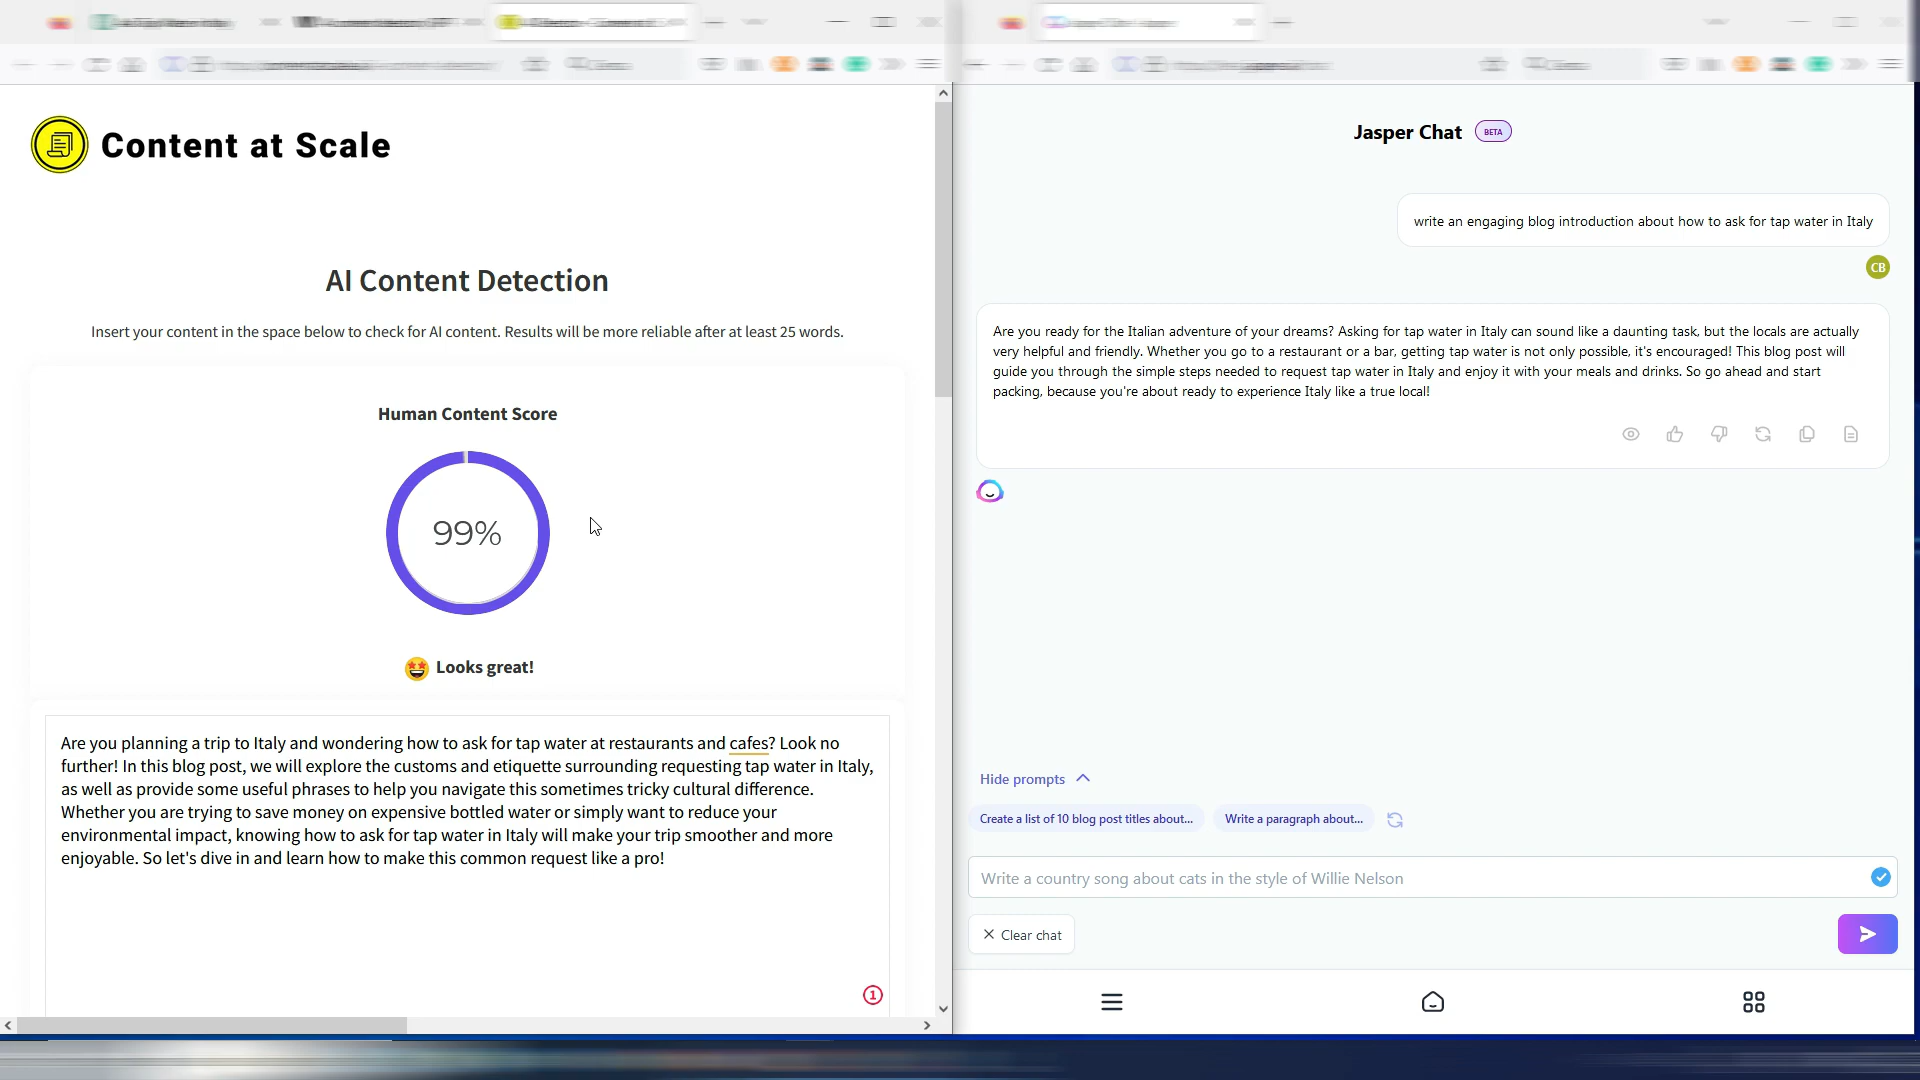 Content at Scale
AI Content Detection
Insert your content in the space below to check for AI content. Results will be more reliable after at least 25 words.
Human Content Score
99%
Looks great!
Are you planning a trip to Italy and wondering how to ask for tap water at restaurants and cafes? Look no
further! In this blog post, we will explore the customs and etiquette surrounding requesting tap water in Italy,
as well as provide some useful phrases to help you navigate this sometimes tricky cultural difference.
Whether you are trying to save money on expensive bottled water or simply want to reduce your
environmental impact, knowing how to ask for tap water in Italy will make your trip smoother and more
enjoyable. So let's dive in and learn how to make this common request like a pro!
1
Jasper Chat BETA
write an engaging blog introduction about how to ask for tap water in Italy
CB
Are you ready for the Italian adventure of your dreams? Asking for tap water in Italy can sound like a daunting task, but the locals are actually
very helpful and friendly. Whether you go to a restaurant or a bar, getting tap water is not only possible, it's encouraged! This blog post will
guide you through the simple steps needed to request tap water in Italy and enjoy it with your meals and drinks. So go ahead and start
packing, because you're about ready to experience Italy like a true local!
Hide prompts
Create a list of 10 blog post titles about... Write a paragraph about...
Write a country song about cats in the style of Willie Nelson
Clear chat